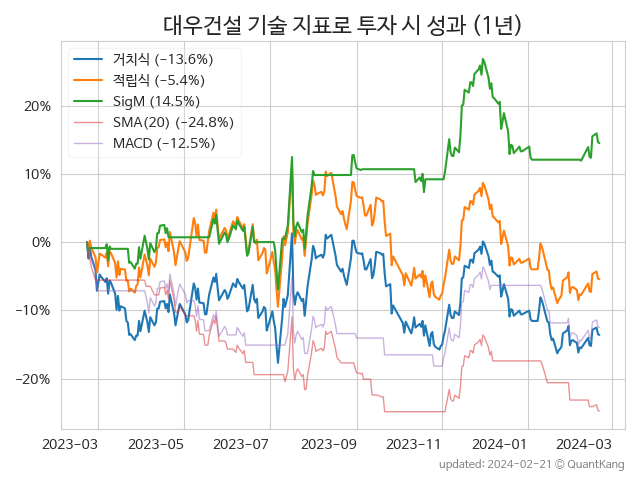 대우건설 기술 지표로 투자 시 성과 (1년)
거치식 (−13.6%)
적립식 (−5.4%)
SigM (14.5%)
SMA(20) (−24.8%)
MACD (−12.5%)
20%
10%
0%
−10%
−20%
2023-03 2023-05 2023-07 2023-09 2023-11 2024-01 2024-03
updated: 2024-02-21 © QuantKang